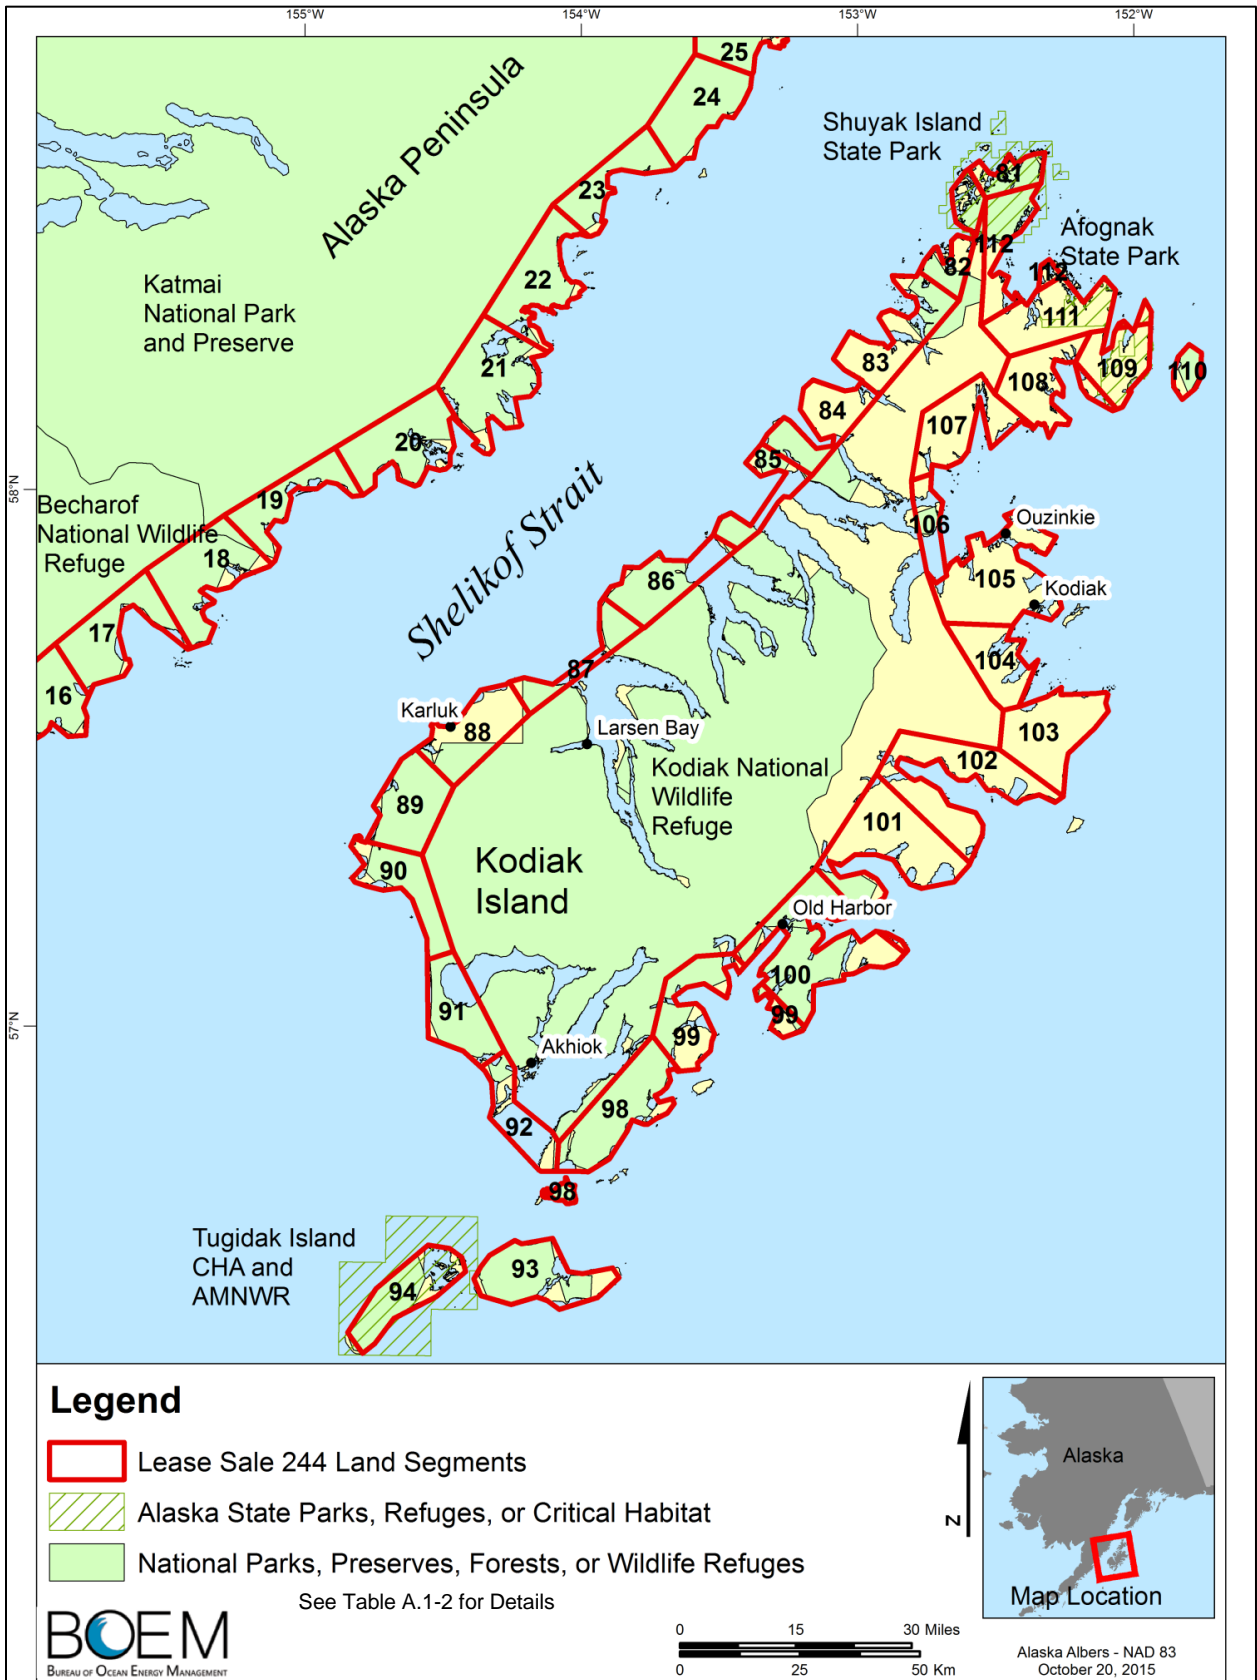 155°W
154°W
153°W
152°W
58°N
57°N
25
24
23
22
21
20
19
18
17
16
Alaska Peninsula
Katmai
National Park
and Preserve
Becharof
National Wildlife
Refuge
Shelikof Strait
Shuyak Island
State Park
Afognak
State Park
81
112
82
112
111
83
109
110
108
84
107
85
106
Ouzinkie
105
86
Kodiak
104
87
Karluk
88
Larsen Bay
103
102
Kodiak National
Wildlife
Refuge
89
101
90
Kodiak
Island
Old Harbor
100
91
99
99
Akhiok
98
92
98
Tugidak Island
CHA and
AMNWR
94
93
Legend
Lease Sale 244 Land Segments
Alaska State Parks, Refuges, or Critical Habitat
National Parks, Preserves, Forests, or Wildlife Refuges
See Table A.1-2 for Details
BOEM
BUREAU OF OCEAN ENERGY MANAGEMENT
0 15 30 Miles
0 25 50 Km
N
Alaska
Map Location
Alaska Albers - NAD 83
October 20, 2015